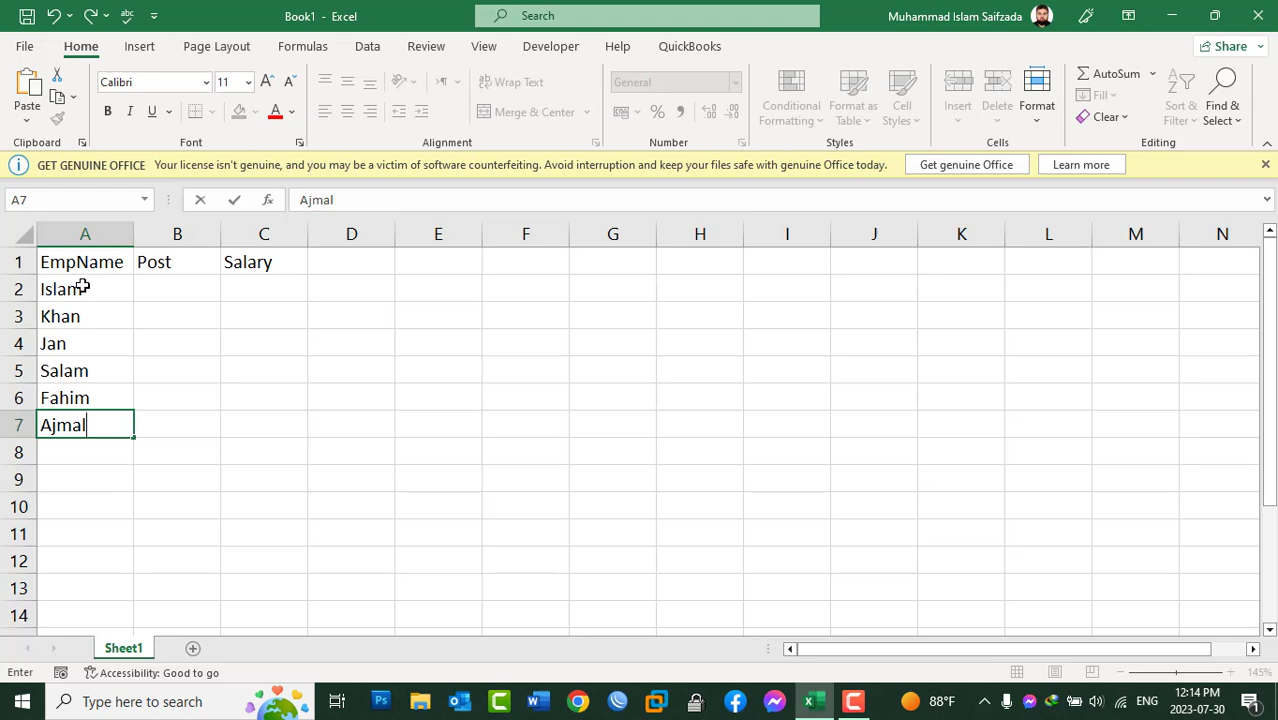 Book1 - Excel
Search
Muhammad Islam Saifzada
File Home Insert Page Layout Formulas Data Review View Developer Help QuickBooks Share
Paste
Calibri 11
B I U A
Wrap Text
Merge & Center
General
Conditional Formatting
Format as Table
Cell Styles
Insert
Delete
Format
AutoSum
Fill
Clear
Sort & Filter
Find & Select
Clipboard Font Alignment Number Styles Cells Editing
GET GENUINE OFFICE Your license isn't genuine, and you may be a victim of software counterfeiting. Avoid interruption and keep your files safe with genuine Office today. Get genuine Office Learn more
A7 fx Ajmal
A B C D E F G H I J K L M N
1 EmpName Post Salary
2 Islam
3 Khan
4 Jan
5 Salam
6 Fahim
7 Ajmal
8
9
10
11
12
13
14
Sheet1
Enter Accessibility: Good to go 145%
Type here to search 88°F ENG 12:14 PM
2023-07-30 1